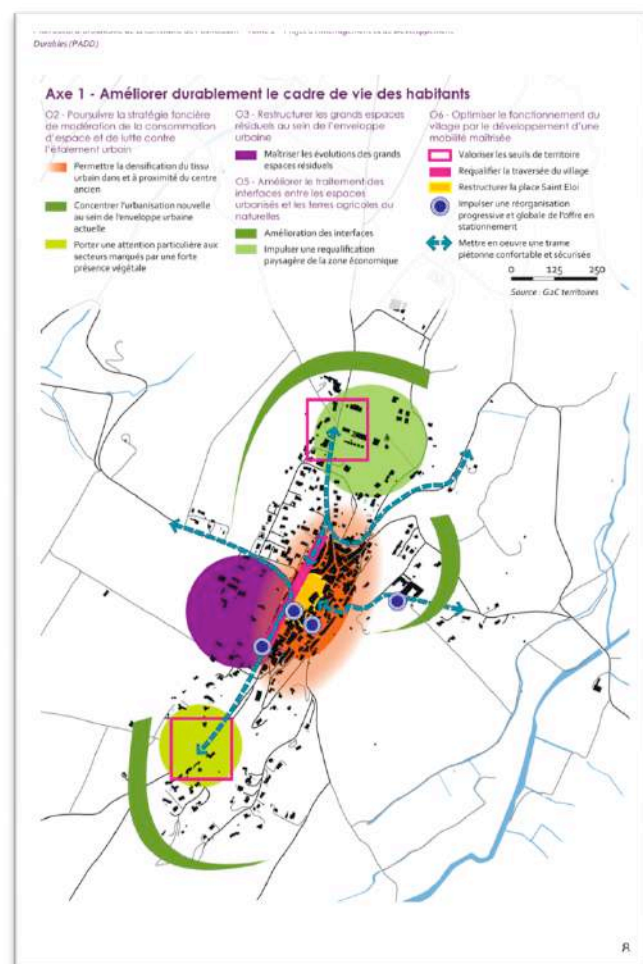 Durables (PADD)
Axe 1 - Améliorer durablement le cadre de vie des habitants
O2 - Poursuivre la stratégie foncière
de modération de la consommation
d'espace et de lutte contre
l'étalement urbain
Permettre la densification du tissu
urbain dans et à proximité du centre
ancien
Concentrer l'urbanisation nouvelle
au sein de l'enveloppe urbaine
actuelle
Porter une attention particulière aux
secteurs marqués par une forte
présence végétale
O3 - Restructurer les grands espaces
résiduels au sein de l'enveloppe
urbaine
Maîtriser les évolutions des grands
espaces résiduels
O5 - Améliorer le traitement des
interfaces entre les espaces
urbanisés et les terres agricoles ou
naturelles
Amélioration des interfaces
Impulser une requalification
paysagère de la zone économique
O6 - Optimiser le fonctionnement du
village par le développement d'une
mobilité maîtrisée
Valoriser les seuils de territoire
Requalifier la traversée du village
Restructurer la place Saint Eloi
Impulser une réorganisation
progressive et globale de l'offre en
stationnement
Mettre en oeuvre une trame
piétonne confortable et sécurisée
0 125 250
Source : G2C territoires
8